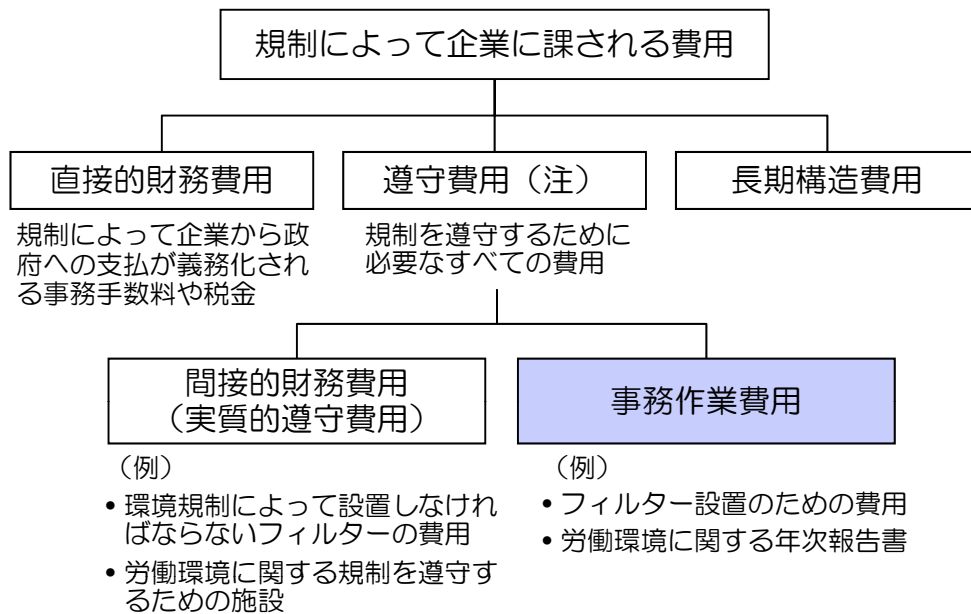 規制によって企業に課される費用
直接的財務費用
遵守費用（注）
長期構造費用
規制によって企業から政
府への支払が義務化され
る事務手数料や税金
規制を遵守するために
必要なすべての費用
間接的財務費用
（実質的遵守費用）
事務作業費用
（例）
• 環境規制によって設置しなけれ
ばならないフィルターの費用
• 労働環境に関する規制を遵守す
るための施設
（例）
• フィルター設置のための費用
• 労働環境に関する年次報告書